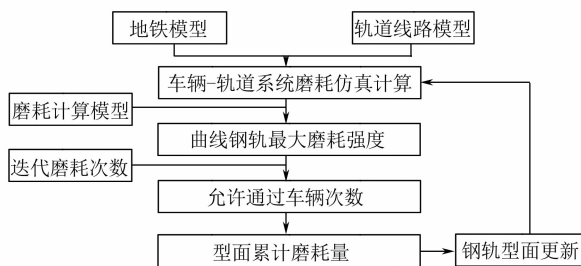 地铁模型
轨道线路模型
车辆-轨道系统磨耗仿真计算
磨耗计算模型
曲线钢轨最大磨耗强度
迭代磨耗次数
允许通过车辆次数
型面累计磨耗量
钢轨型面更新